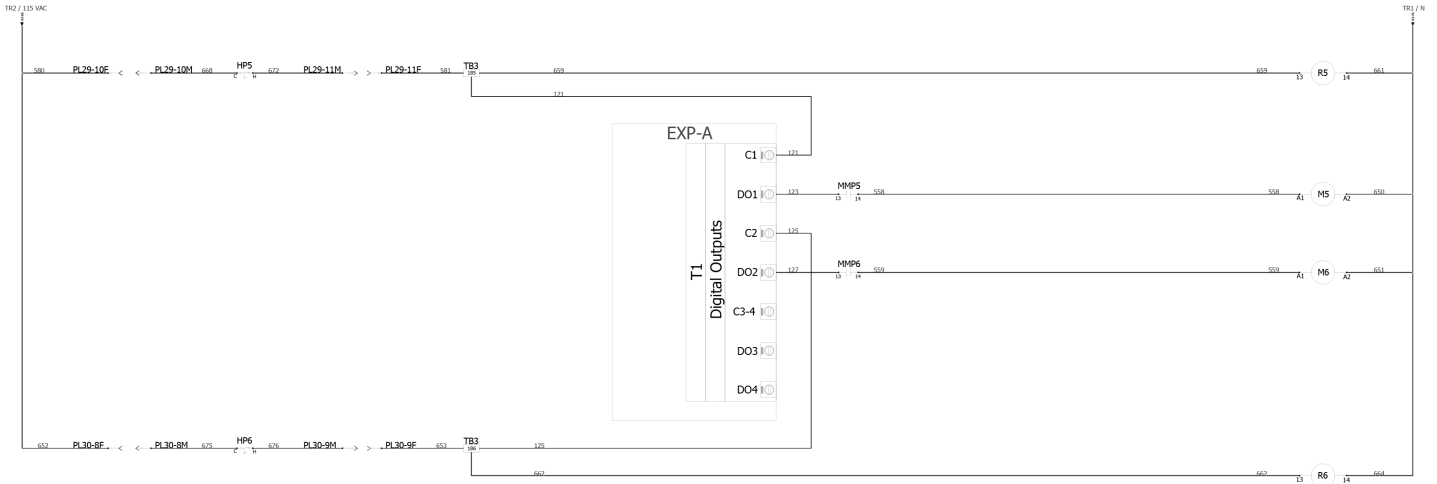 TR2 / 115 VAC
TR1 / N
580 PL29-10F PL29-10M 668 HP5 672 PL29-11M PL29-11F 581 TB3 659 659 R5 661
C H 185 13 14
121
EXP-A
C1 121
DO1 123 MMP5 558 558 M5 650
13 14 A1 A2
C2 125
DO2 127 MMP6 559 559 M6 651
13 14 A1 A2
T1
Digital Outputs
C3-4
DO3
DO4
652 PL30-8F PL30-8M 675 HP6 676 PL30-9M PL30-9F 653 TB3 125
C H 186
662 662 R6 664
13 14